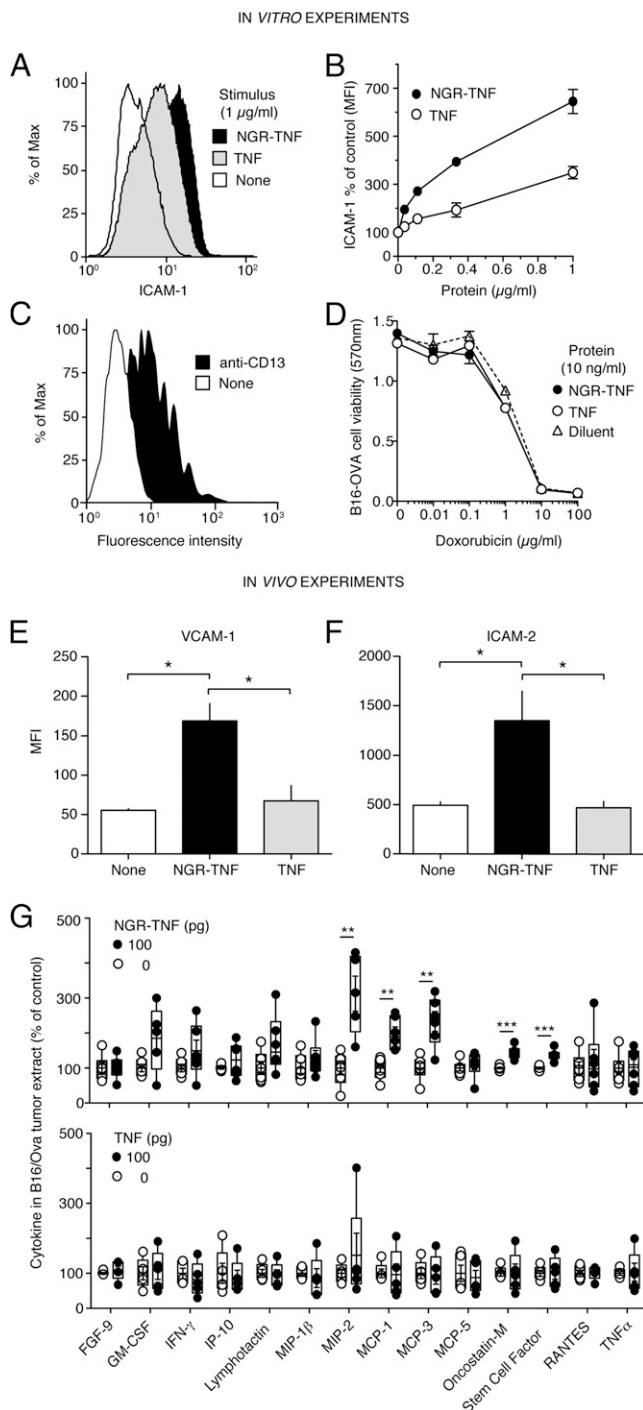 IN VITRO EXPERIMENTS
A
% of Max
100
75
50
25
0
10⁰ 10¹ 10²
ICAM-1
Stimulus
(1 µg/ml)
NGR-TNF
TNF
None
B
ICAM-1 % of control (MFI)
700
500
300
100
0
0 0.2 0.4 0.6 0.8 1
Protein (µg/ml)
NGR-TNF
TNF
C
% of Max
100
75
50
25
0
10⁰ 10¹ 10² 10³
Fluorescence intensity
anti-CD13
None
D
B16-OVA cell viability (570nm)
1.5
1.0
0.5
0.0
0 0.01 0.1 1 10 100
Doxorubicin (µg/ml)
Protein
(10 ng/ml)
NGR-TNF
TNF
Diluent
IN VIVO EXPERIMENTS
E
VCAM-1
MFI
250
200
150
100
50
0
* *
None NGR-TNF TNF
F
ICAM-2
2000
1500
1000
500
0
* *
None NGR-TNF TNF
G
Cytokine in B16/Ova tumor extract (% of control)
500
300
100
0
NGR-TNF (pg)
100
0
** ** ** *** ***
500
300
100
0
TNF (pg)
100
0
FGF-9
GM-CSF
IFN-γ
IP-10
Lymphotactin
MIP-1β
MIP-2
MCP-1
MCP-3
MCP-5
Oncostatin-M
Stem Cell Factor
RANTES
TNFα